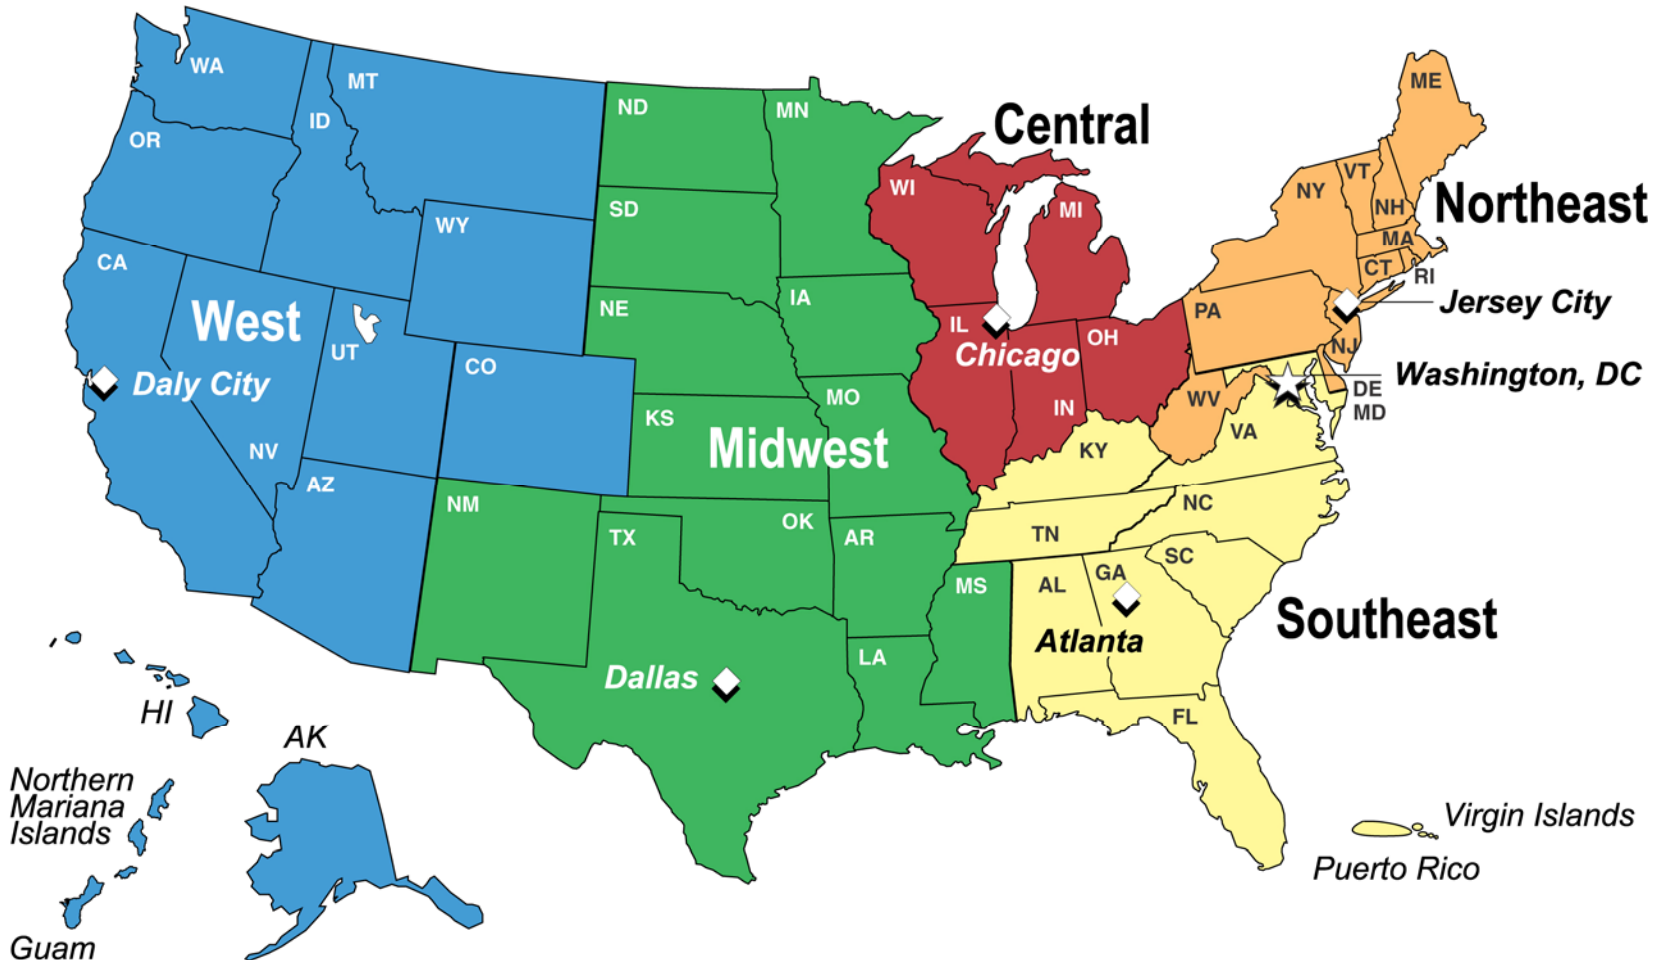 WA
MT
ID
OR
ND
MN
Central
ME
WI
MI
VT
NY
NH
Northeast
WY
SD
MA
CT
RI
CA
West
NE
IA
IL
Chicago
OH
PA
Jersey City
NJ
UT
CO
Daly City
Washington, DC
DE
MD
NV
KS
MO
Midwest
IN
WV
KY
VA
AZ
NM
TX
OK
AR
TN
NC
SC
MS
AL
GA
Southeast
Atlanta
LA
Dallas
FL
HI
AK
Northern
Mariana
Islands
Guam
Virgin Islands
Puerto Rico